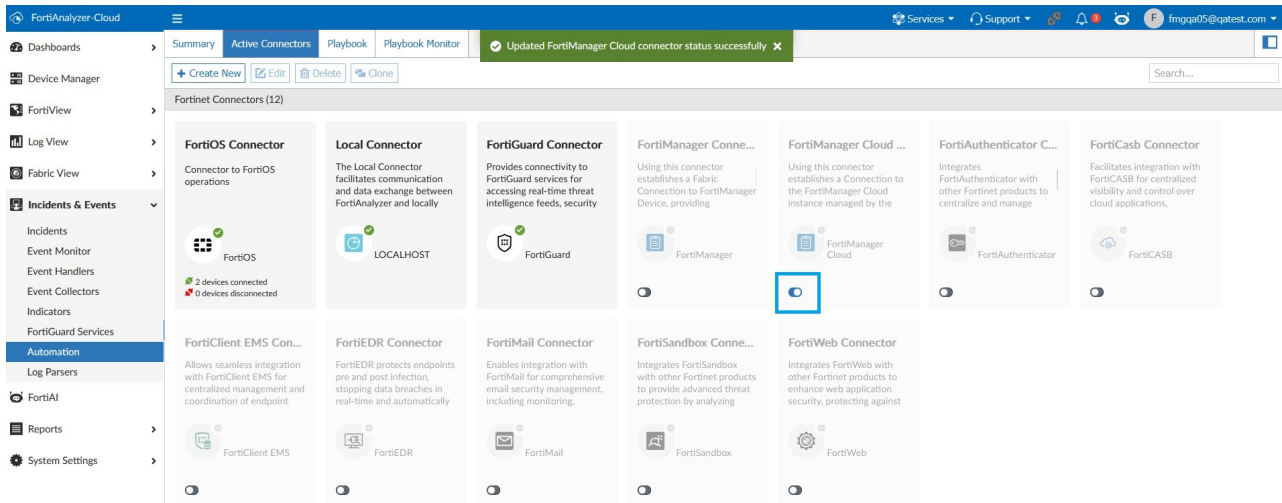 FortiAnalyzer-Cloud
Services
Support
3
F
fmgqa05@qatest.com
Dashboards
Device Manager
FortiView
Log View
Fabric View
Incidents & Events
Incidents
Event Monitor
Event Handlers
Event Collectors
Indicators
FortiGuard Services
Automation
Log Parsers
FortiAI
Reports
System Settings
Summary
Active Connectors
Playbook
Playbook Monitor
Updated FortiManager Cloud connector status successfully
+ Create New
Edit
Delete
Clone
Search...
Fortinet Connectors (12)
FortiOS Connector
Connector to FortiOS
operations
FortiOS
2 devices connected
0 devices disconnected
Local Connector
The Local Connector
facilitates communication
and data exchange between
FortiAnalyzer and locally
LOCALHOST
FortiGuard Connector
Provides connectivity to
FortiGuard services for
accessing real-time threat
intelligence feeds, security
FortiGuard
FortiManager Conne...
Using this connector
establishes a Fabric
Connection to FortiManager
Device, providing
FortiManager
FortiManager Cloud ...
Using this connector
establishes a Connection to
the FortiManager Cloud
instance managed by the
FortiManager
Cloud
FortiAuthenticator C...
Integrates
FortiAuthenticator with
other Fortinet products to
centralize and manage
FortiAuthenticator
FortiCasb Connector
Facilitates integration with
FortiCASB for centralized
visibility and control over
cloud applications,
FortiCASB
FortiClient EMS Con...
Allows seamless integration
with FortiClient EMS for
centralized management and
coordination of endpoint
FortiClient EMS
FortiEDR Connector
FortiEDR protects endpoints
pre and post infection,
stopping data breaches in
real-time and automatically
FortiEDR
FortiMail Connector
Enables integration with
FortiMail for comprehensive
email security management,
including monitoring,
FortiMail
FortiSandbox Conne...
Integrates FortiSandbox
with other Fortinet products
to provide advanced threat
protection by analyzing
FortiSandbox
FortiWeb Connector
Integrates FortiWeb with
other Fortinet products to
enhance web application
security, protecting against
FortiWeb